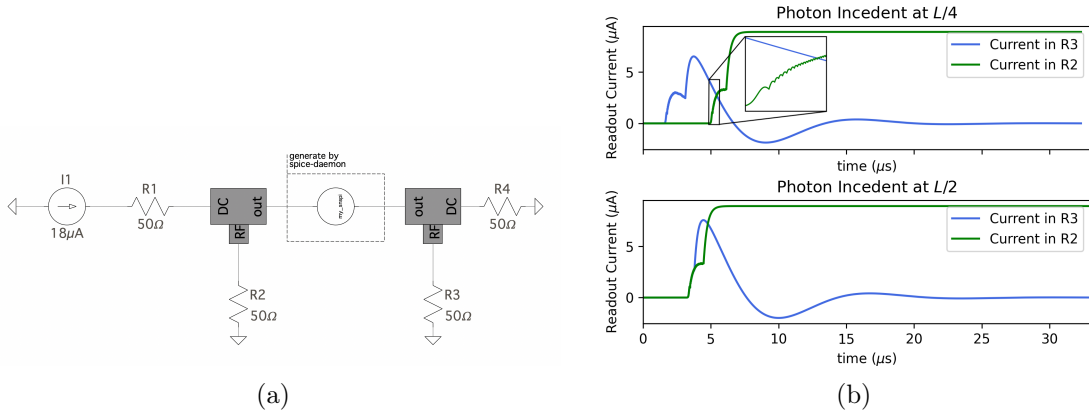 generate by
spice-daemon
I1
18μA
R1
50Ω
DC
out
RF
my_snspi
out
DC
RF
R4
50Ω
R2
50Ω
R3
50Ω
(a)
Photon Incedent at L/4
Readout Current (μA)
5
0
Current in R3
Current in R2
time (μs)
Photon Incedent at L/2
Readout Current (μA)
5
0
Current in R3
Current in R2
0 5 10 15 20 25 30
time (μs)
(b)